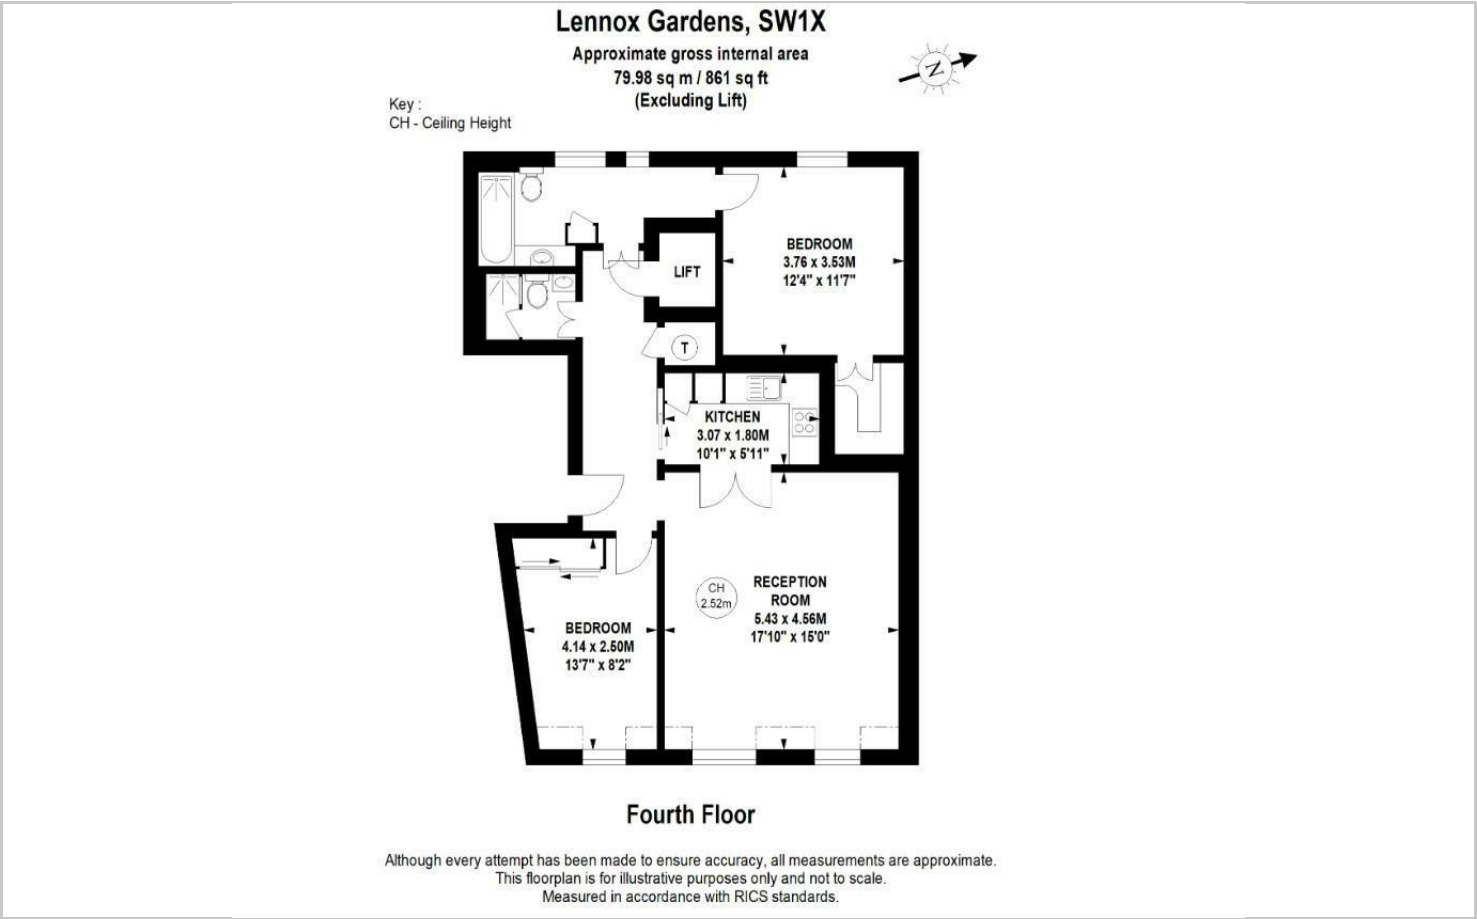 Lennox Gardens, SW1X
Approximate gross internal area
79.98 sq m / 861 sq ft
(Excluding Lift)
N
Key :
CH - Ceiling Height
BEDROOM
3.76 x 3.53M
12'4" x 11'7"
LIFT
T
KITCHEN
3.07 x 1.80M
10'1" x 5'11"
CH
2.52m
RECEPTION
ROOM
5.43 x 4.56M
17'10" x 15'0"
BEDROOM
4.14 x 2.50M
13'7" x 8'2"
Fourth Floor
Although every attempt has been made to ensure accuracy, all measurements are approximate.
This floorplan is for illustrative purposes only and not to scale.
Measured in accordance with RICS standards.